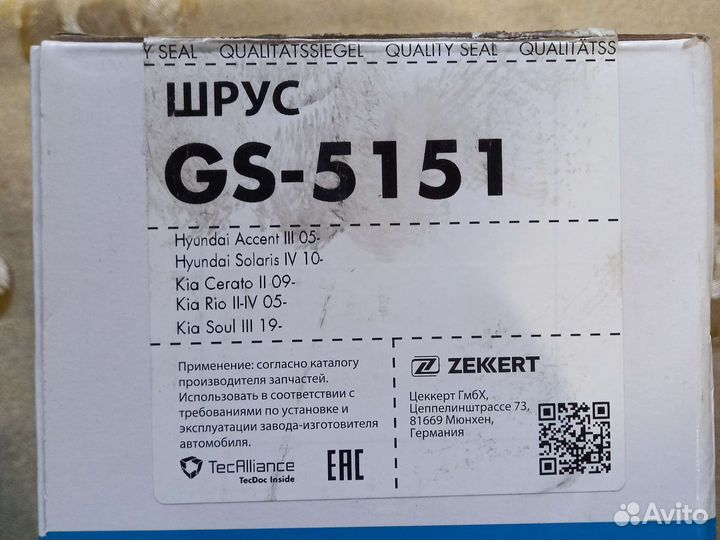 Y SEAL QUALITÄTSSIEGEL QUALITY SEAL QUALITÄTSS
ШРУС
GS-5151
Hyundai Accent III 05-
Hyundai Solaris IV 10-
Kia Cerato II 09-
Kia Rio II-IV 05-
Kia Soul III 19-
Применение: согласно каталогу
производителя запчастей.
Использовать в соответствии с
требованиями по установке и
эксплуатации завода-изготовителя
автомобиля.
TecAlliance
TecDoc Inside
EAC
ZEKKERT
Цеккерт ГмбХ,
Цеппелинштрассе 73,
81669 Мюнхен,
Германия
Avito